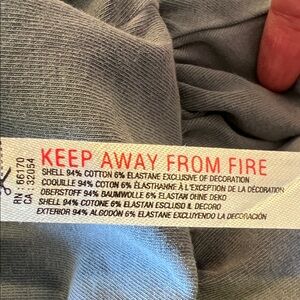 KEEP AWAY FROM FIRE
SHELL 94% COTTON 6% ELASTANE EXCLUSIVE OF DECORATION
COQUILLE 94% COTON 6% ÉLASTHANNE À L'EXCEPTION DE LA DÉCORATION
OBERSTOFF 94% BAUMWOLLE 6% ELASTAN OHNE DEKO
SHELL 94% COTONE 6% ELASTAN ESCLUSO IL DECORO
EXTERIOR 94% ALGODÓN 6% ELASTANE EXCLUYENDO LA DECORACIÓN
RN: 66170
CA: 32054